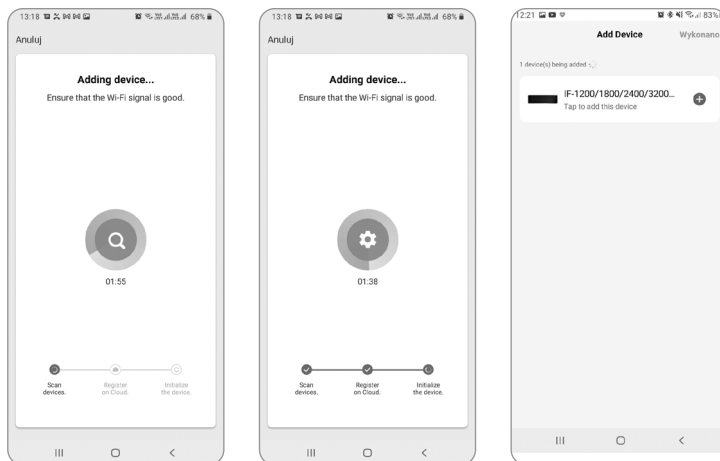 13:18 68%
Anuluj
Adding device...
Ensure that the Wi-Fi signal is good.
01:55
Scan devices.
Register on Cloud.
Initialize the device.
13:18 68%
Anuluj
Adding device...
Ensure that the Wi-Fi signal is good.
01:38
Scan devices.
Register on Cloud.
Initialize the device.
12:21 83%
Add Device Wykonano
1 device(s) being added
IF-1200/1800/2400/3200...
Tap to add this device